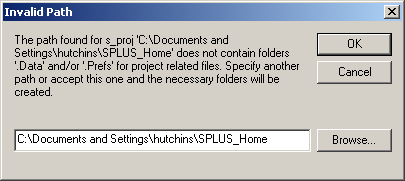 Invalid Path
The path found for s_proj 'C:\Documents and
Settings\hutchins\SPLUS_Home' does not contain folders
'.Data' and/or '.Prefs' for project related files. Specify another
path or accept this one and the necessary folders will be
created.
OK
Cancel
C:\Documents and Settings\hutchins\SPLUS_Home
Browse...